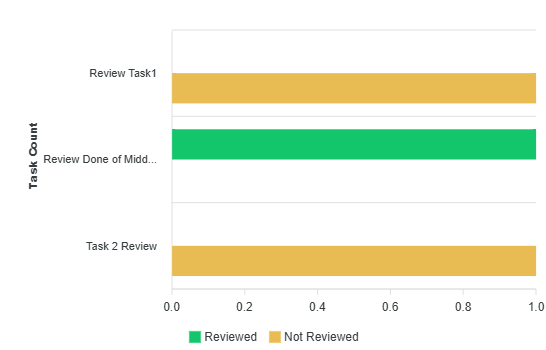 Task Count
Review Task1
Review Done of Midd...
Task 2 Review
0.0 0.2 0.4 0.6 0.8 1.0
Reviewed Not Reviewed